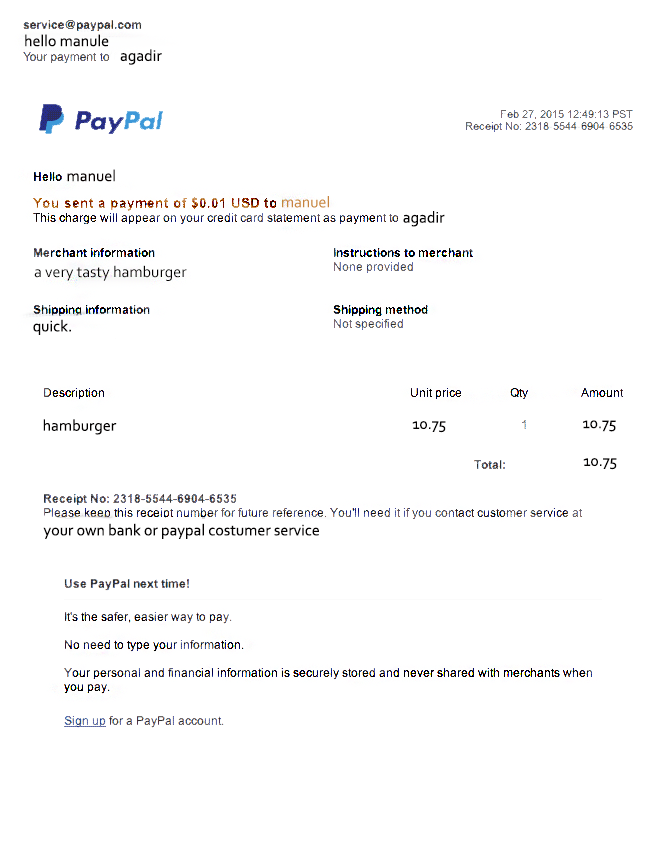 service@paypal.com
hello manule
Your payment to agadir
PayPal
Feb 27, 2015 12:49:13 PST
Receipt No: 2318-5544-6904-6535
Hello manuel
You sent a payment of $0.01 USD to manuel
This charge will appear on your credit card statement as payment to agadir
Merchant information
a very tasty hamburger
Instructions to merchant
None provided
Shipping information
quick.
Shipping method
Not specified
Description Unit price Qty Amount
hamburger 10.75 1 10.75
Total: 10.75
Receipt No: 2318-5544-6904-6535
Please keep this receipt number for future reference. You'll need it if you contact customer service at
your own bank or paypal costumer service
Use PayPal next time!
It's the safer, easier way to pay.
No need to type your information.
Your personal and financial information is securely stored and never shared with merchants when
you pay.
Sign up for a PayPal account.